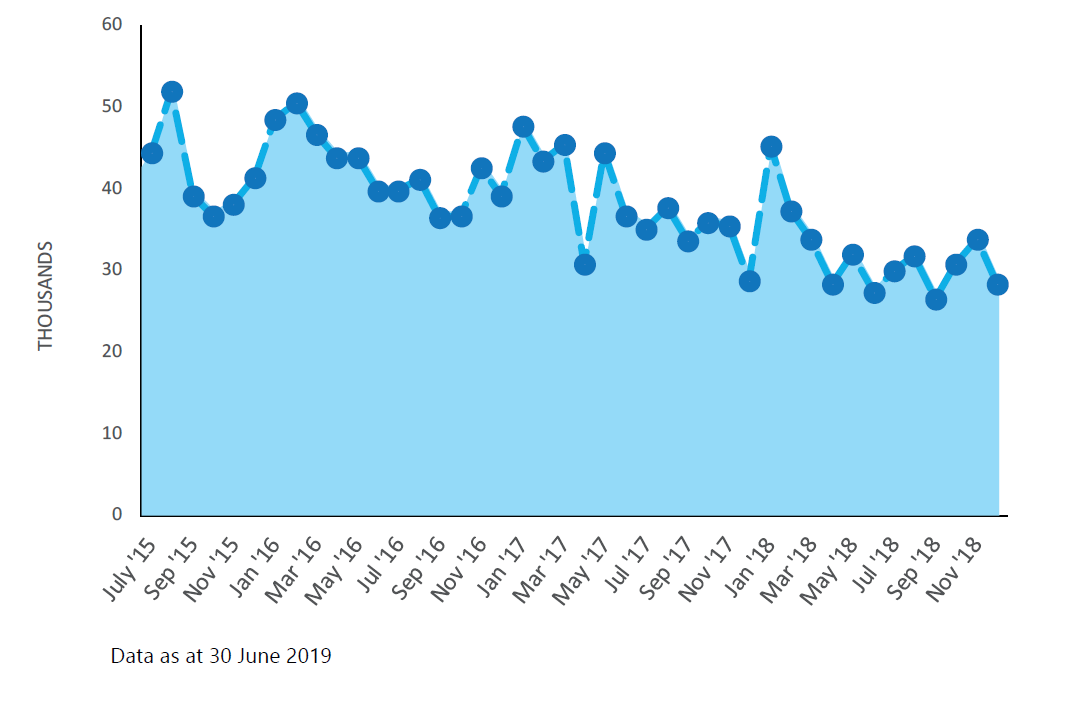 60
50
40
30
20
10
0
THOUSANDS
July '15
Sep '15
Nov '15
Jan '16
Mar '16
May '16
Jul '16
Sep '16
Nov '16
Jan '17
Mar '17
May '17
Jul '17
Sep '17
Nov '17
Jan '18
Mar '18
May '18
Jul '18
Sep '18
Nov '18
Data as at 30 June 2019